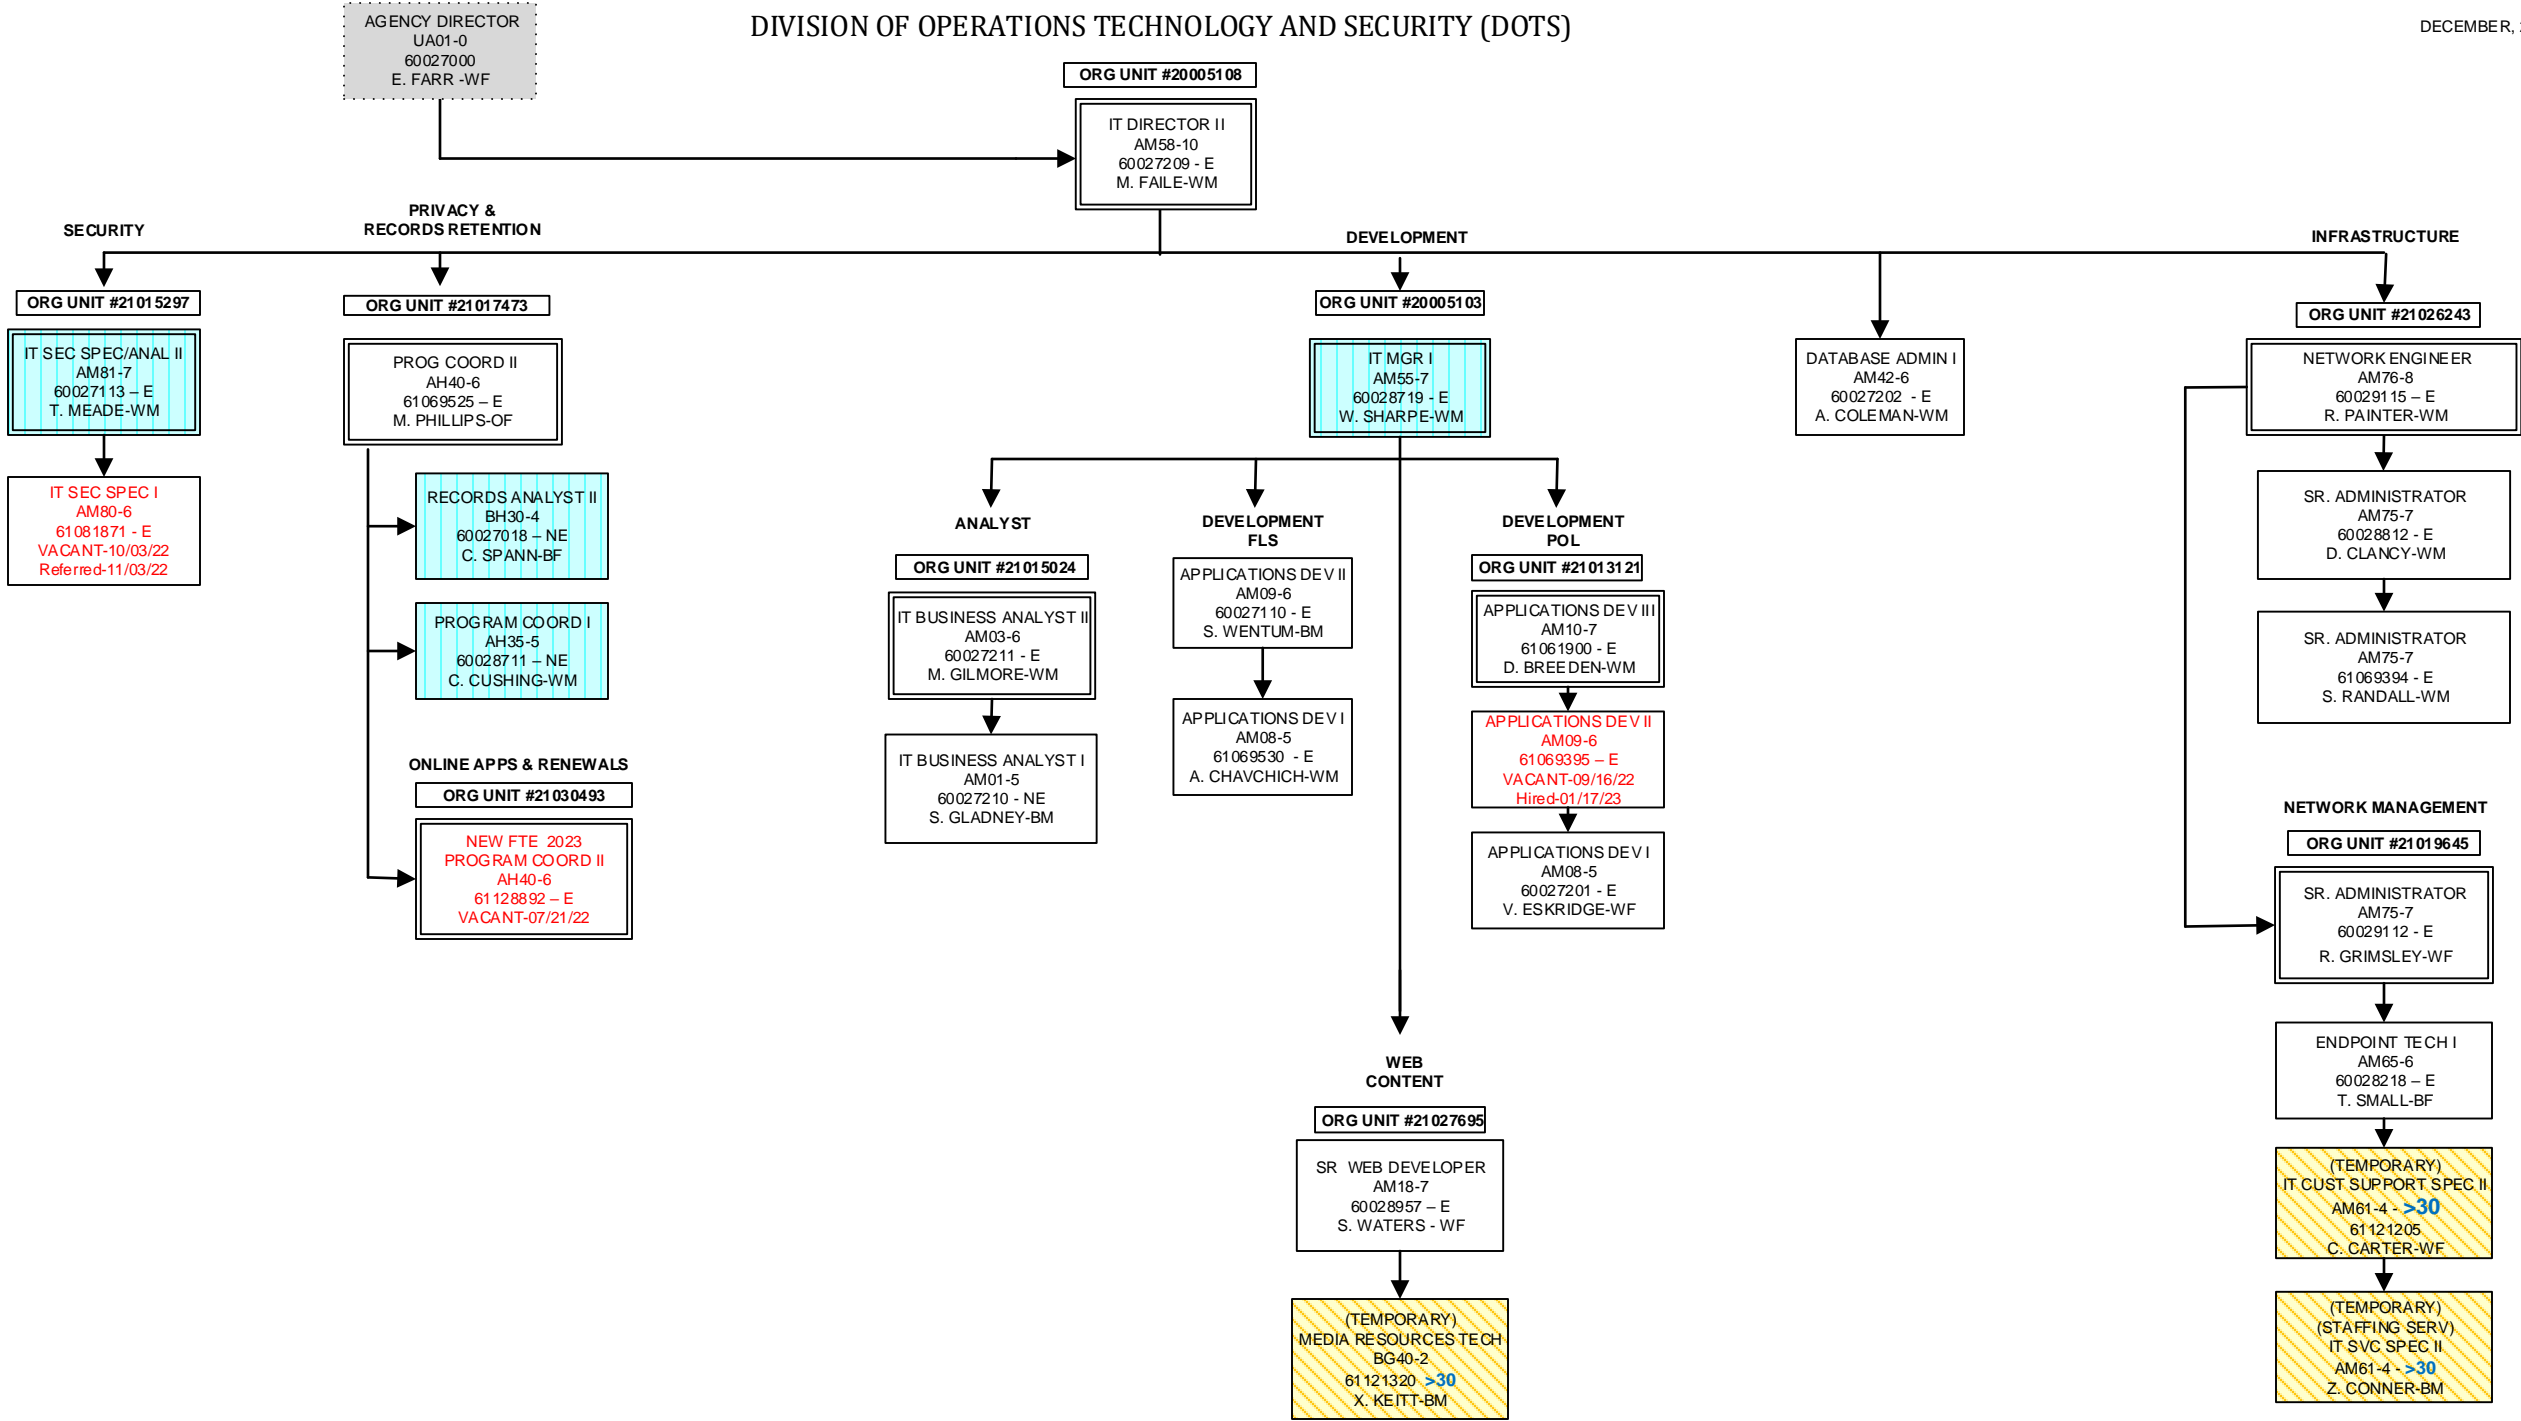 AGENCY DIRECTOR
UA01-0
60027000
E. FARR -WF
DIVISION OF OPERATIONS TECHNOLOGY AND SECURITY (DOTS)
DECEMBER,
ORG UNIT #20005108
IT DIRECTOR II
AM58-10
60027209 - E
M. FAILE-WM
SECURITY
ORG UNIT #21015297
IT SEC SPEC/ANAL II
AM81-7
60027113 – E
T. MEADE-WM
IT SEC SPEC I
AM80-6
61081871 - E
VACANT-10/03/22
Referred-11/03/22
PRIVACY &
RECORDS RETENTION
ORG UNIT #21017473
PROG COORD II
AH40-6
61069525 – E
M. PHILLIPS-OF
RECORDS ANALYST II
BH30-4
60027018 – NE
C. SPANN-BF
PROGRAM COORD I
AH35-5
60028711 – NE
C. CUSHING-WM
ONLINE APPS & RENEWALS
ORG UNIT #21030493
NEW FTE 2023
PROGRAM COORD II
AH40-6
61128892 – E
VACANT-07/21/22
DEVELOPMENT
ORG UNIT #20005103
IT MGR I
AM55-7
60028719 - E
W. SHARPE-WM
ANALYST
ORG UNIT #21015024
IT BUSINESS ANALYST II
AM03-6
60027211 - E
M. GILMORE-WM
IT BUSINESS ANALYST I
AM01-5
60027210 - NE
S. GLADNEY-BM
DEVELOPMENT
FLS
APPLICATIONS DEV II
AM09-6
60027110 - E
S. WENTUM-BM
APPLICATIONS DEV I
AM08-5
61069530 - E
A. CHAVCHICH-WM
DEVELOPMENT
POL
ORG UNIT #21013121
APPLICATIONS DEV III
AM10-7
61061900 - E
D. BREEDEN-WM
APPLICATIONS DEV II
AM09-6
61069395 – E
VACANT-09/16/22
Hired-01/17/23
APPLICATIONS DEV I
AM08-5
60027201 - E
V. ESKRIDGE-WF
WEB
CONTENT
ORG UNIT #21027695
SR WEB DEVELOPER
AM18-7
60028957 – E
S. WATERS - WF
(TEMPORARY)
MEDIA RESOURCES TECH
BG40-2
61121320 >30
X. KEITT-BM
DATABASE ADMIN I
AM42-6
60027202 - E
A. COLEMAN-WM
INFRASTRUCTURE
ORG UNIT #21026243
NETWORK ENGINEER
AM76-8
60029115 – E
R. PAINTER-WM
SR. ADMINISTRATOR
AM75-7
60028812 - E
D. CLANCY-WM
SR. ADMINISTRATOR
AM75-7
61069394 - E
S. RANDALL-WM
NETWORK MANAGEMENT
ORG UNIT #21019645
SR. ADMINISTRATOR
AM75-7
60029112 - E
R. GRIMSLEY-WF
ENDPOINT TECH I
AM65-6
60028218 – E
T. SMALL-BF
(TEMPORARY)
IT CUST SUPPORT SPEC II
AM61-4 - >30
61121205
C. CARTER-WF
(TEMPORARY)
(STAFFING SERV)
IT SVC SPEC II
AM61-4 - >30
Z. CONNER-BM